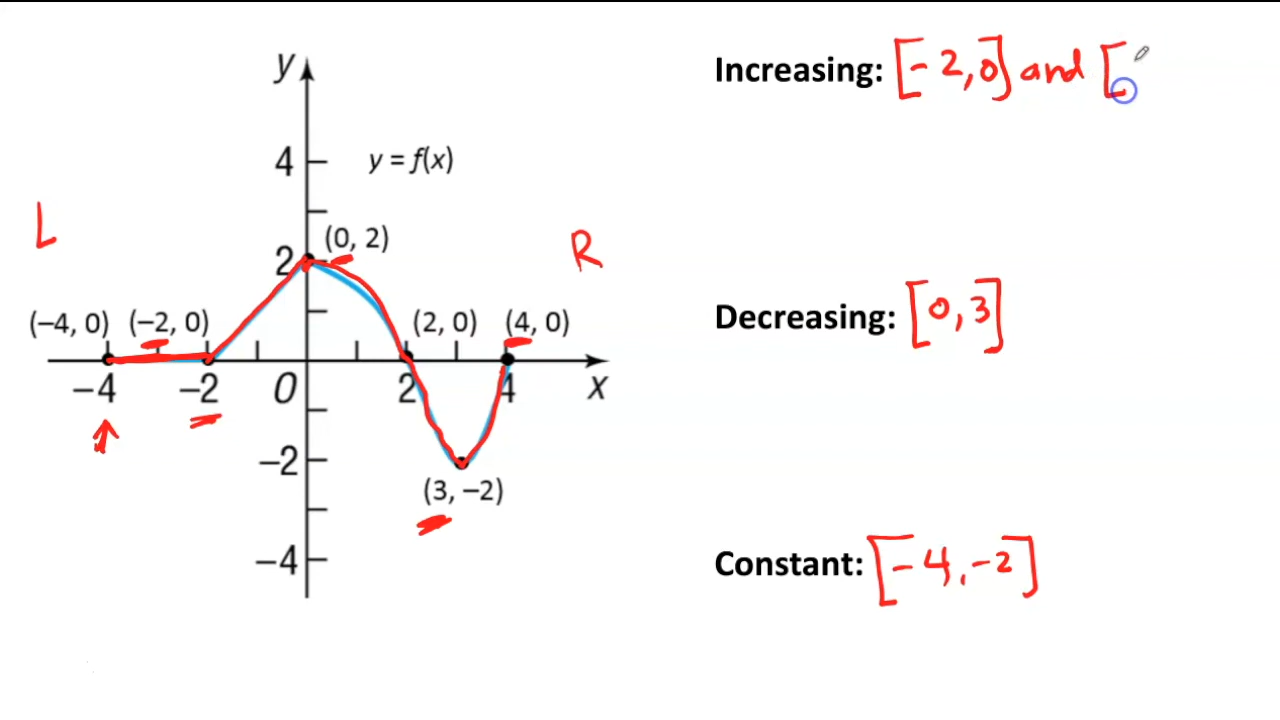 y
4
y = f(x)
L
(0, 2)
2
R
(−4, 0) (−2, 0)
(2, 0) (4, 0)
−4 −2 0 2 4 x
−2
(3, −2)
−4
Increasing: [-2,0] and [
Decreasing: [0,3]
Constant: [-4,-2]